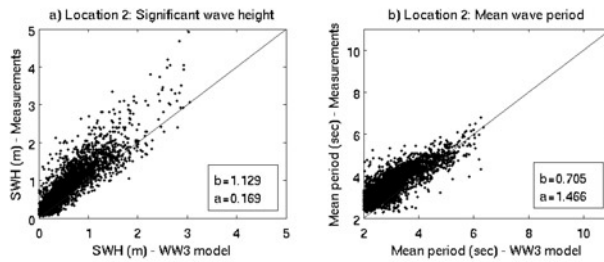 a) Location 2: Significant wave height
5
4
3
2
1
0
SWH (m) - Measurements
b=1.129
a=0.169
0 1 2 3 4 5
SWH (m) - WW3 model
b) Location 2: Mean wave period
10
8
6
4
2
Mean period (sec) - Measurements
b=0.705
a=1.466
2 4 6 8 10
Mean period (sec) - WW3 model